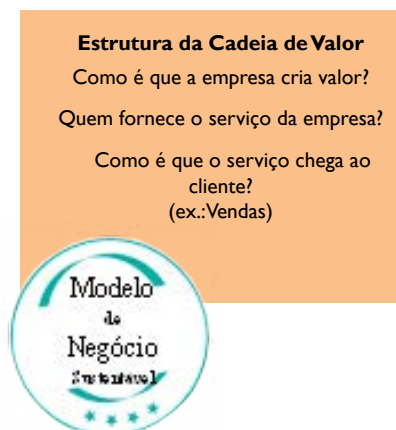 Estrutura da Cadeia de Valor
Como é que a empresa cria valor?
Quem fornece o serviço da empresa?
Como é que o serviço chega ao
cliente?
(ex.:Vendas)
Modelo
de
Negócio
Sustentável